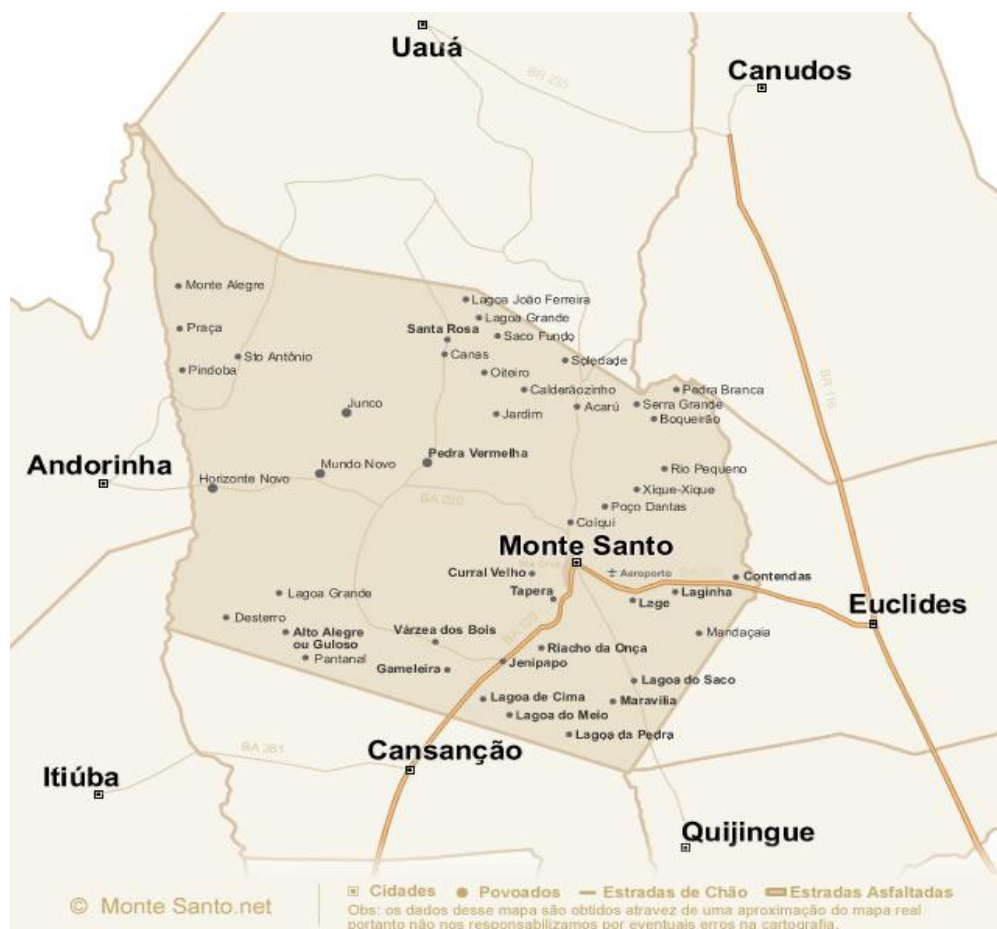 Uauá
BR 235
Canudos
Monte Alegre
Lagoa João Ferreira
Lagoa Grande
Praça
Santa Rosa
Saco Fundo
Sto Antônio
Canas
Soledade
Pindoba
Oiteiro
Calderãozinho
Pedra Branca
BR 116
Junco
Jardim
Acarú
Serra Grande
Boqueirão
Andorinha
Mundo Novo
Pedra Vermelha
Rio Pequeno
Horizonte Novo
BA 220
Xique-Xique
Poço Dantas
Coíqui
Monte Santo
Curral Velho
Aeroporto
Contendas
Lagoa Grande
Tapera
Lage
Laginha
Euclides
Desterro
Alto Alegre
ou Guloso
Várzea dos Bois
Mandaçaia
Riacho da Onça
Pantanal
Gameleira
Jenipapo
Lagoa do Saco
Lagoa de Cima
Maravilia
Lagoa do Meio
Lagoa da Pedra
Cansanção
BA 381
Itiúba
Quijingue
© Monte Santo.net
Cidades Povoados Estradas de Chão Estradas Asfaltadas
Obs: os dados desse mapa são obtidos atravez de uma aproximação do mapa real
portanto não nos responsabilizamos por eventuais erros na cartografia.